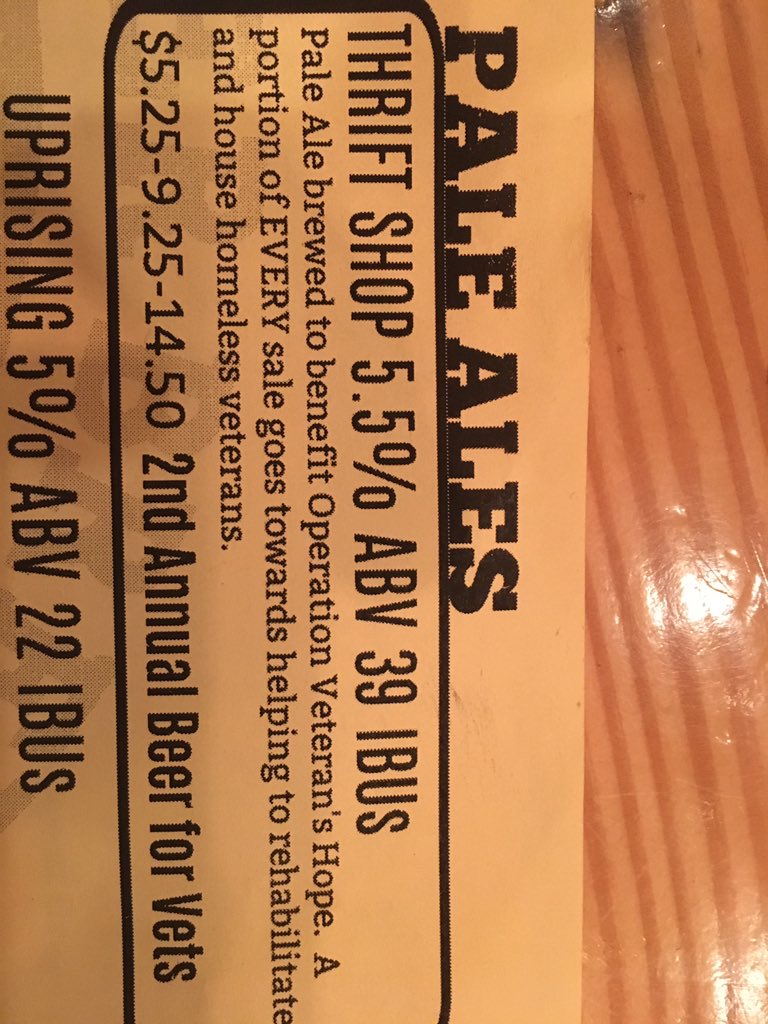 PALE ALES
THRIFT SHOP 5.5% ABV 39 IBUS
Pale Ale brewed to benefit Operation Veteran's Hope. A
portion of EVERY sale goes towards helping to rehabilitate
and house homeless veterans.
$5.25-9.25-14.50 2nd Annual Beer for Vets
UPRISING 5% ABV 22 IBUS